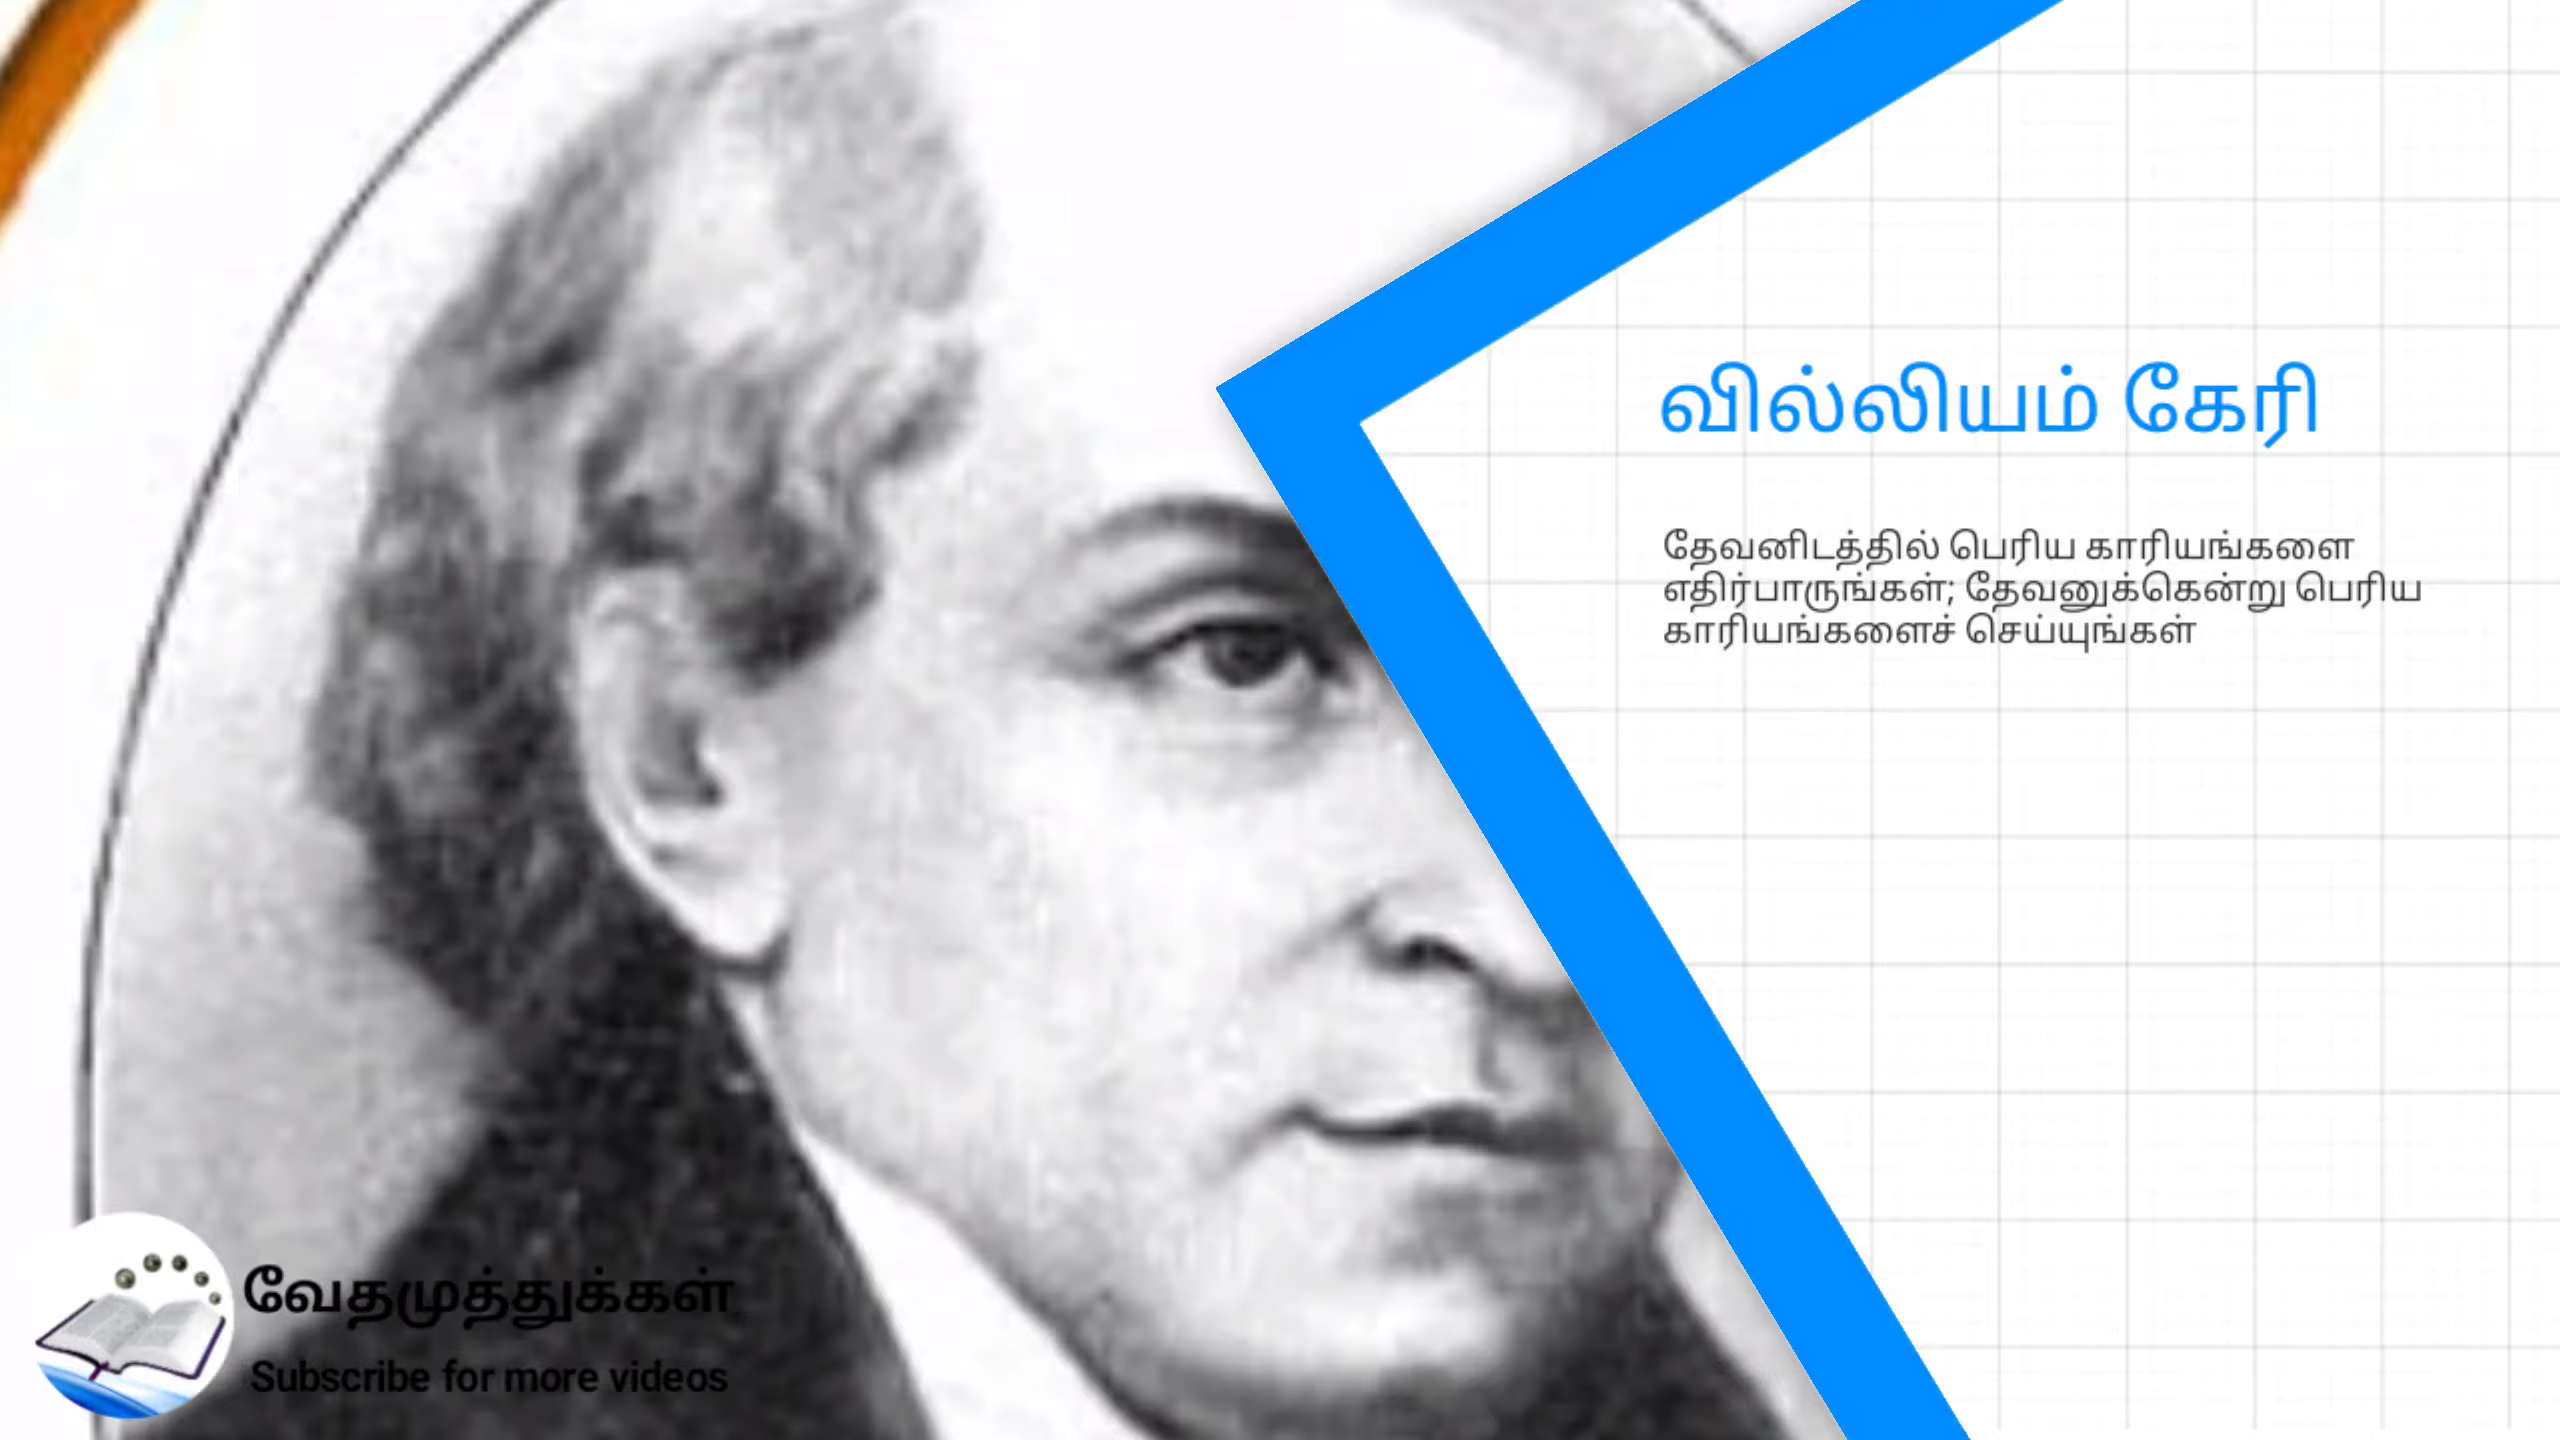 வில்லியம் கேரி
தேவனிடத்தில் பெரிய காரியங்களை
எதிர்பாருங்கள்; தேவனுக்கென்று பெரிய
காரியங்களைச் செய்யுங்கள்
வேதமுத்துக்கள்
Subscribe for more videos